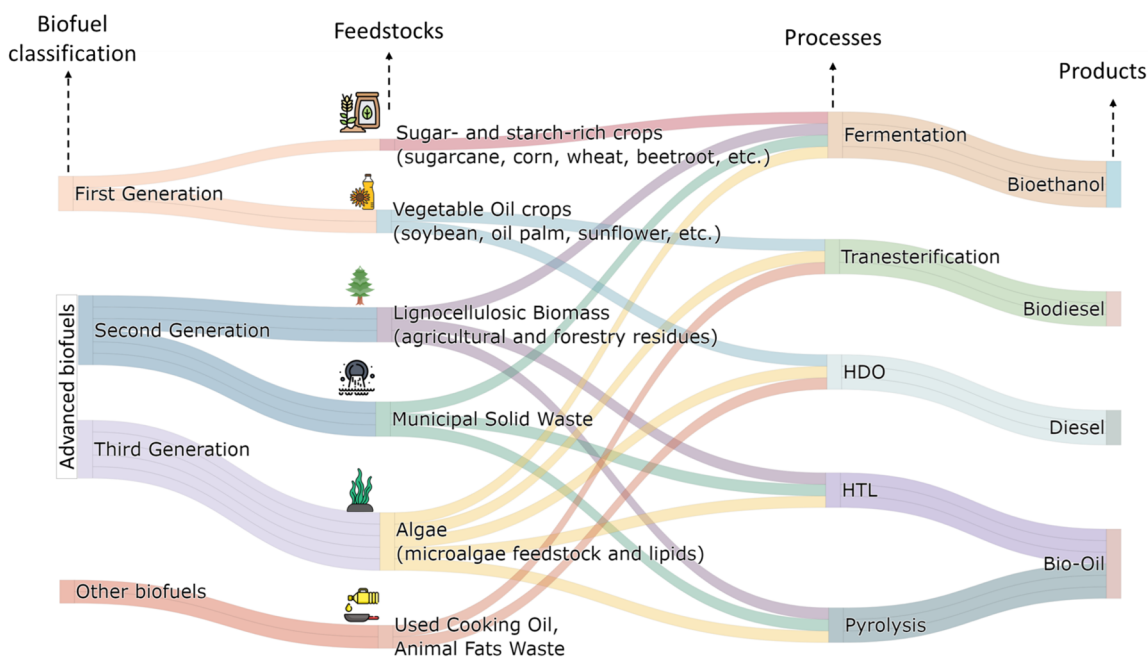 Biofuel
classification
Feedstocks
Processes
Products
Sugar- and starch-rich crops
(sugarcane, corn, wheat, beetroot, etc.)
Fermentation
First Generation
Bioethanol
Vegetable Oil crops
(soybean, oil palm, sunflower, etc.)
Tranesterification
Advanced biofuels
Second Generation
Lignocellulosic Biomass
(agricultural and forestry residues)
Biodiesel
HDO
Municipal Solid Waste
Diesel
Third Generation
HTL
Algae
(microalgae feedstock and lipids)
Bio-Oil
Other biofuels
Used Cooking Oil,
Animal Fats Waste
Pyrolysis